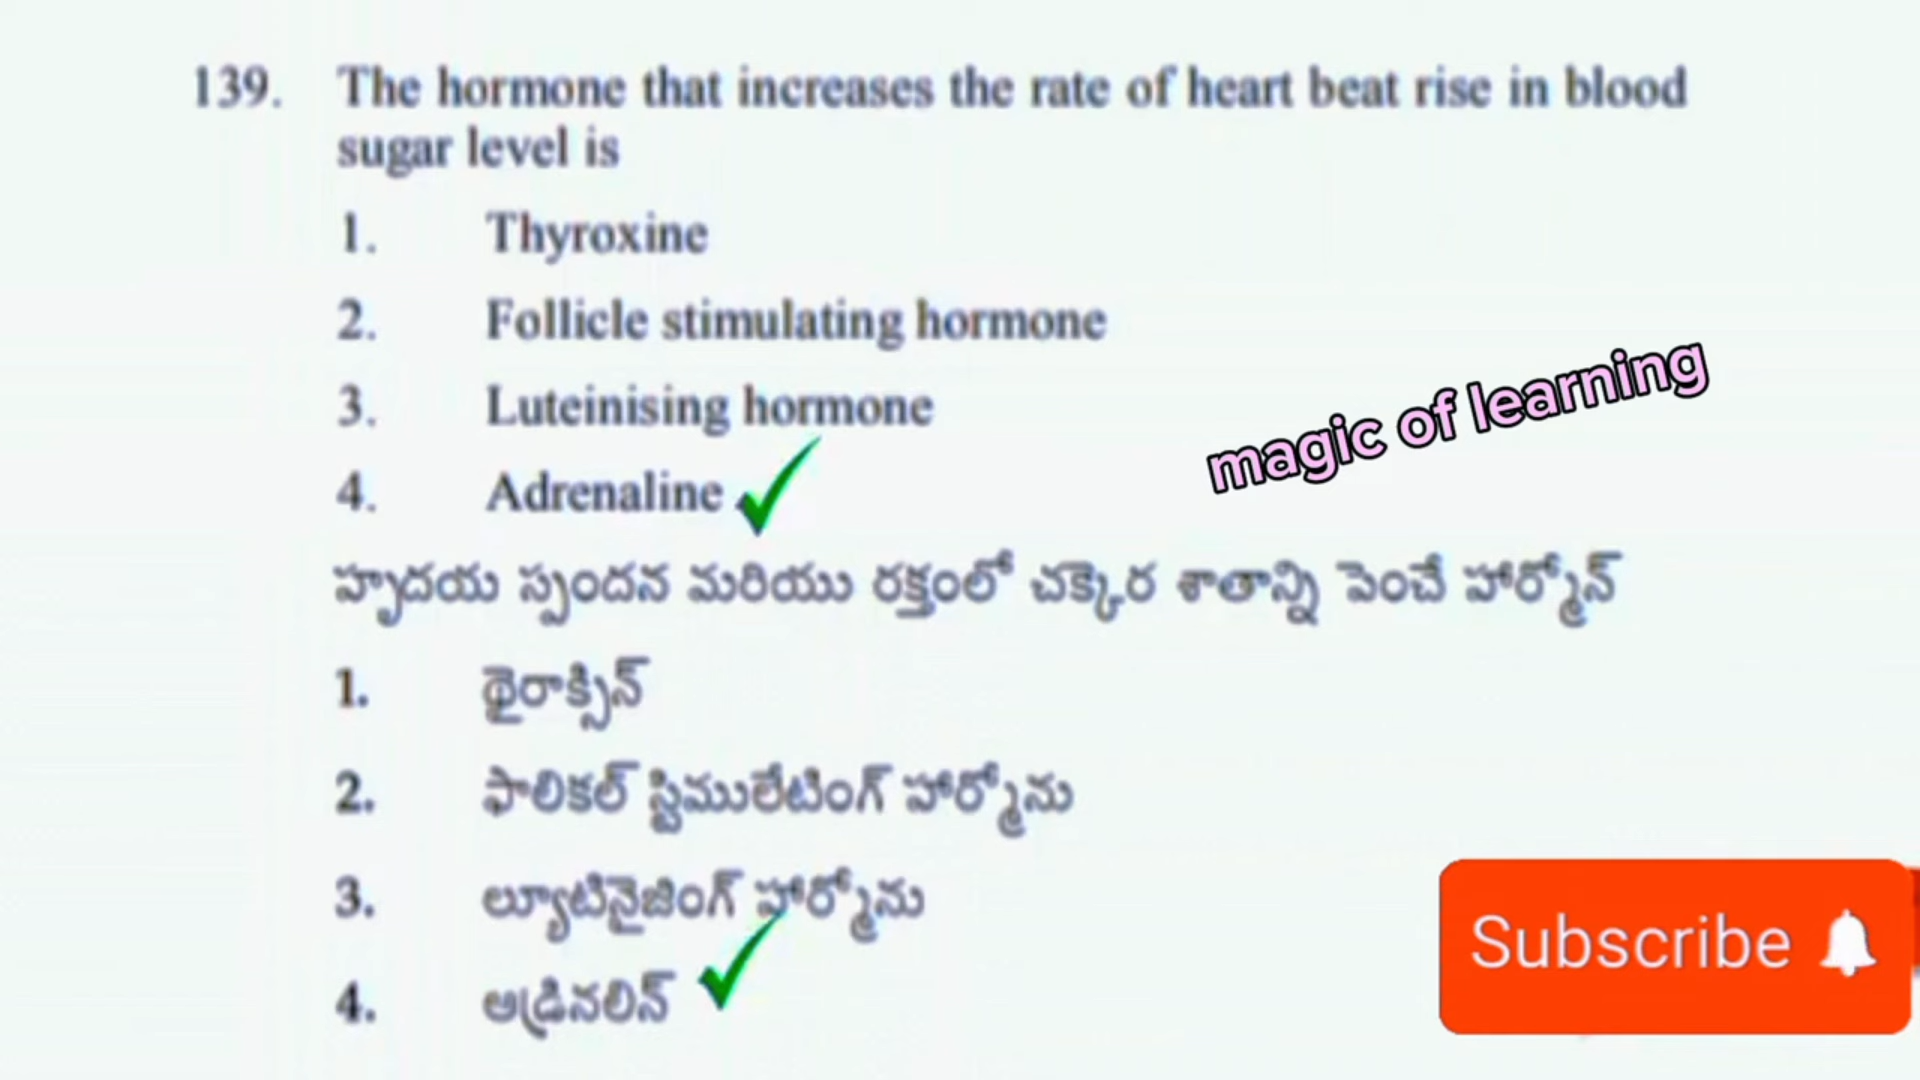 139. The hormone that increases the rate of heart beat rise in blood
sugar level is
1. Thyroxine
2. Follicle stimulating hormone
3. Luteinising hormone
4. Adrenaline
magic of learning
హృదయ స్పందన మరియు రక్తంలో చక్కెర శాతాన్ని పెంచే హార్మోన్
1. థైరాక్సిన్
2. ఫాలికల్ స్టిములేటింగ్ హార్మోను
3. ల్యూటినైజింగ్ హార్మోను
4. అడ్రినలిన్
Subscribe